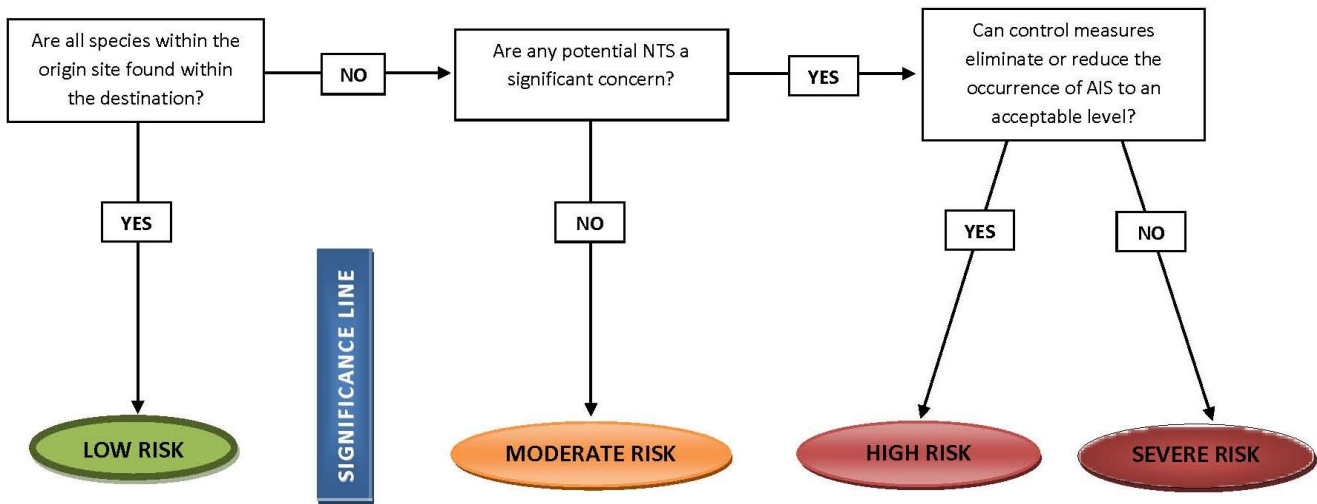 Are all species within the
origin site found within
the destination?
NO
Are any potential NTS a
significant concern?
YES
Can control measures
eliminate or reduce the
occurrence of AIS to an
acceptable level?
YES
NO
YES
NO
SIGNIFICANCE LINE
LOW RISK
MODERATE RISK
HIGH RISK
SEVERE RISK